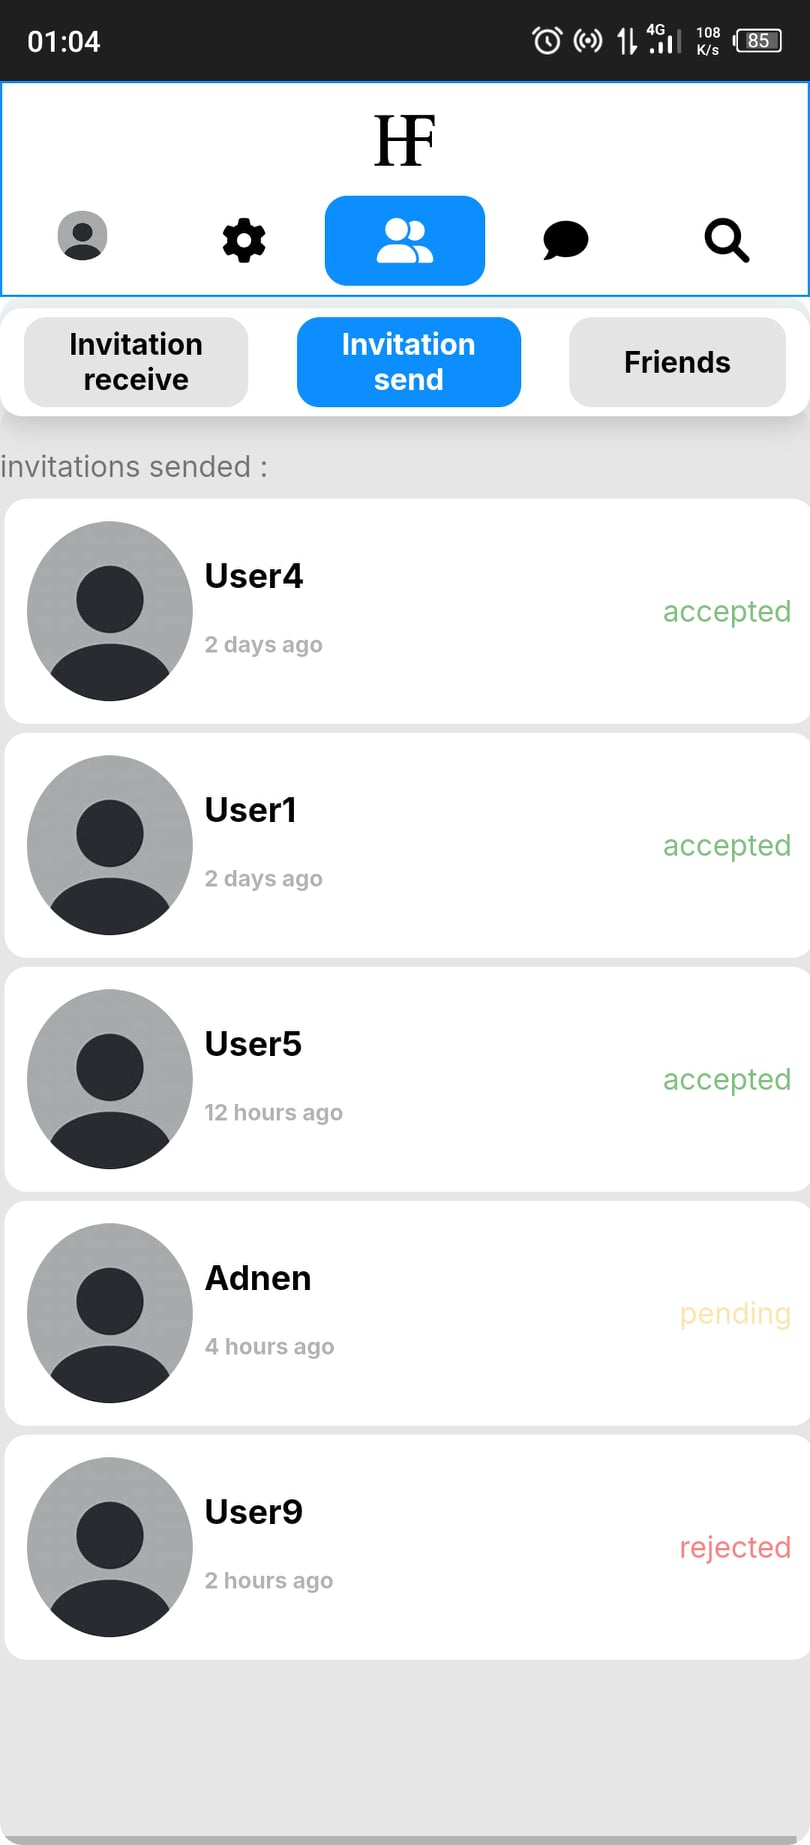 01:04
4G
108
K/s
85
HF
Invitation
receive
Invitation
send
Friends
invitations sended :
User4
2 days ago
accepted
User1
2 days ago
accepted
User5
12 hours ago
accepted
Adnen
4 hours ago
pending
User9
2 hours ago
rejected